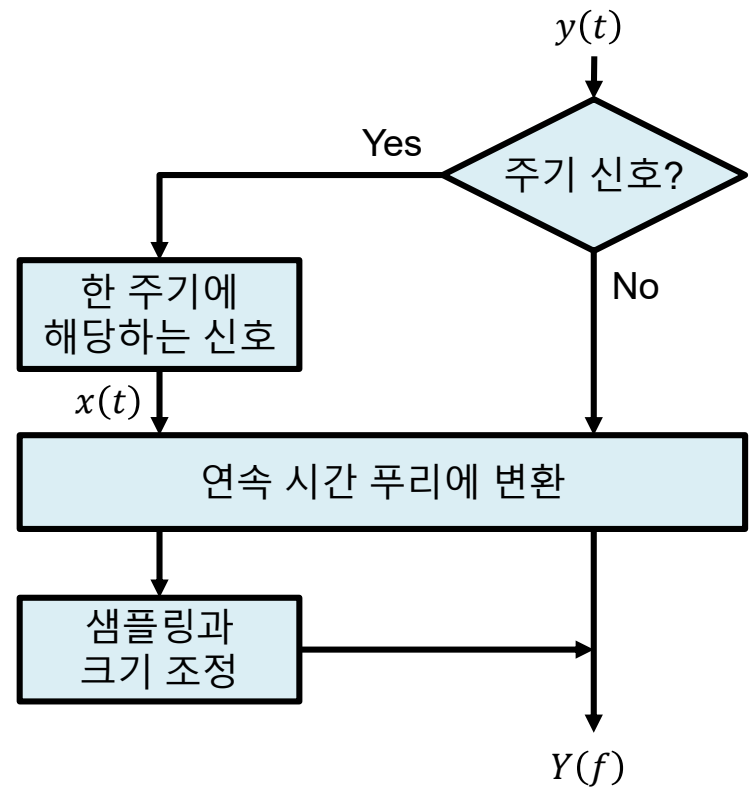 y(t)
주기 신호?
Yes
No
한 주기에
해당하는 신호
x(t)
연속 시간 푸리에 변환
샘플링과
크기 조정
Y(f)